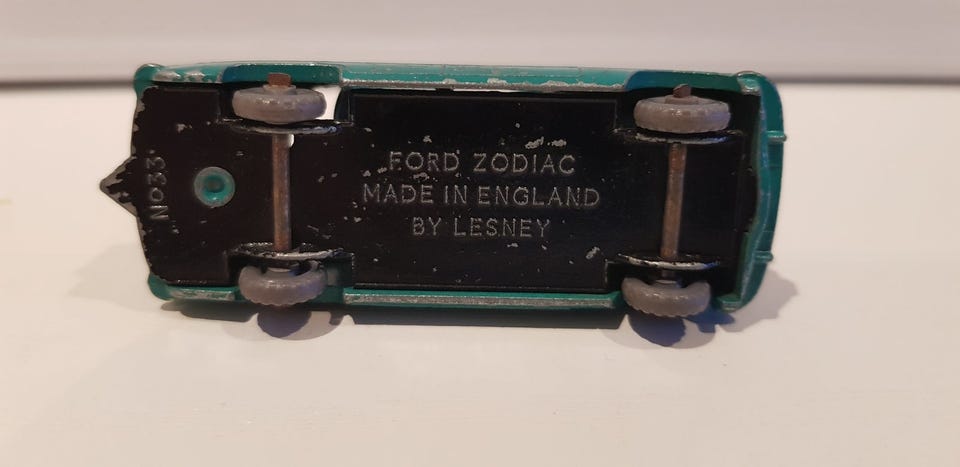 No33
FORD ZODIAC
MADE IN ENGLAND
BY LESNEY